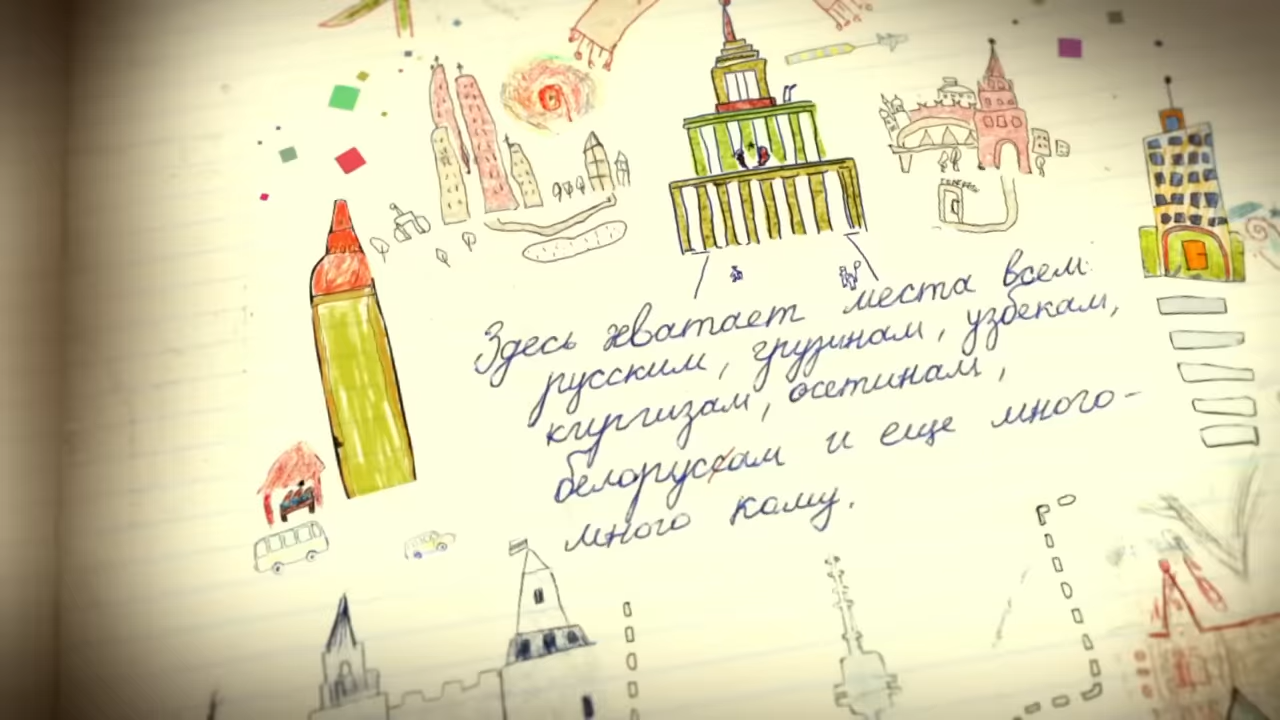 Здесь хватает места всем
русским, грузинам, узбекам,
киргизам, осетинам,
белорусам и еще много-
много кому.